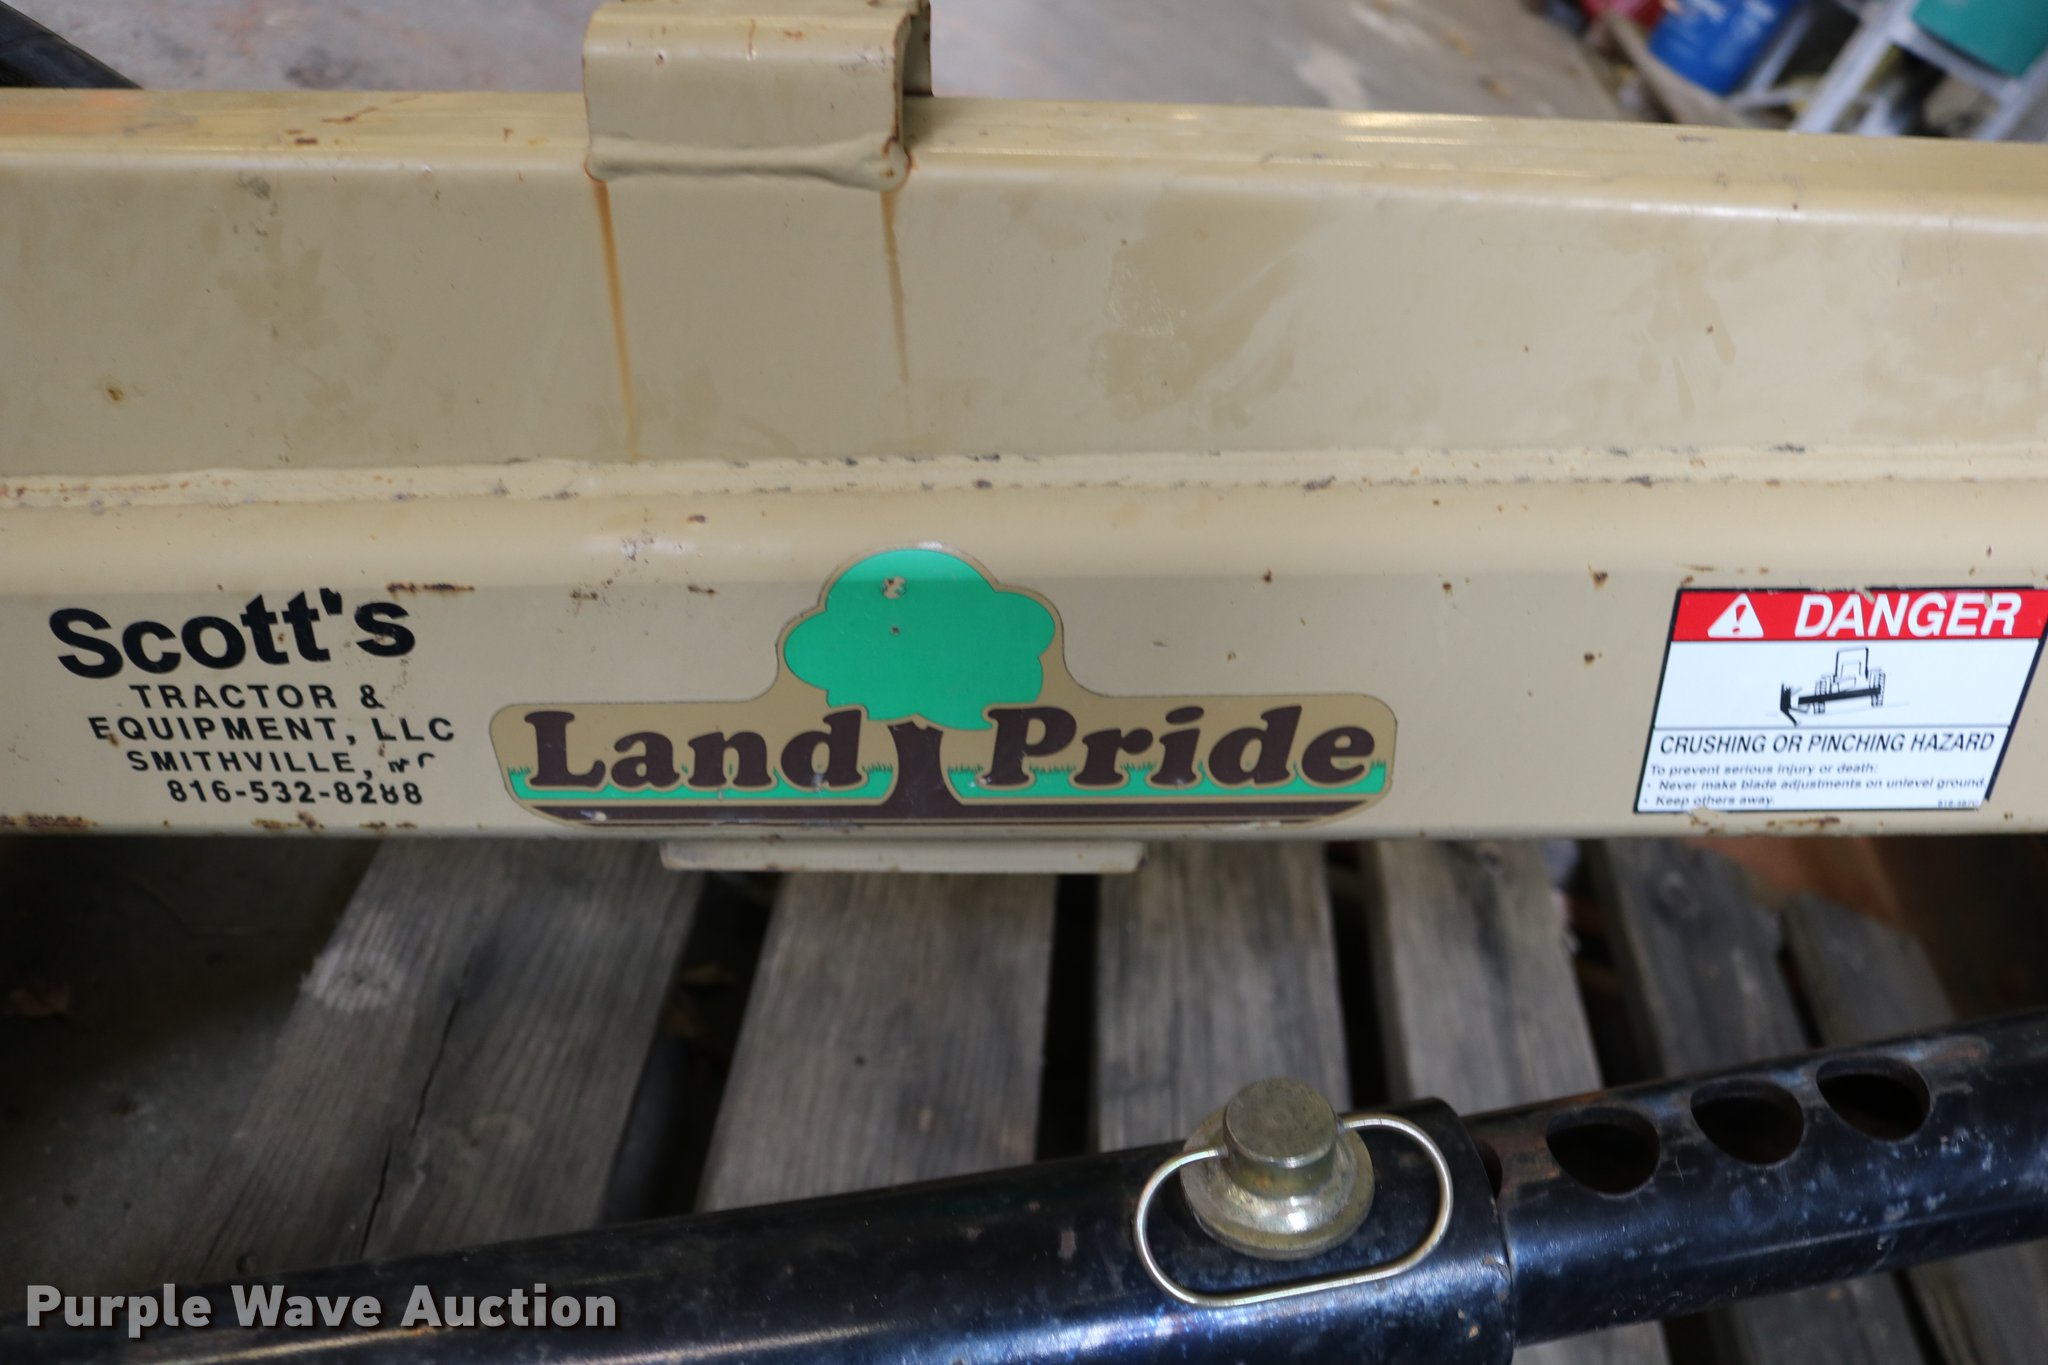 Scott's
TRACTOR &
EQUIPMENT, LLC
SMITHVILLE,
816-532-8288
Land Pride
DANGER
CRUSHING OR PINCHING HAZARD
To prevent serious injury or death:
- Never make blade adjustments on unlevel ground.
- Keep others away.
Purple Wave Auction